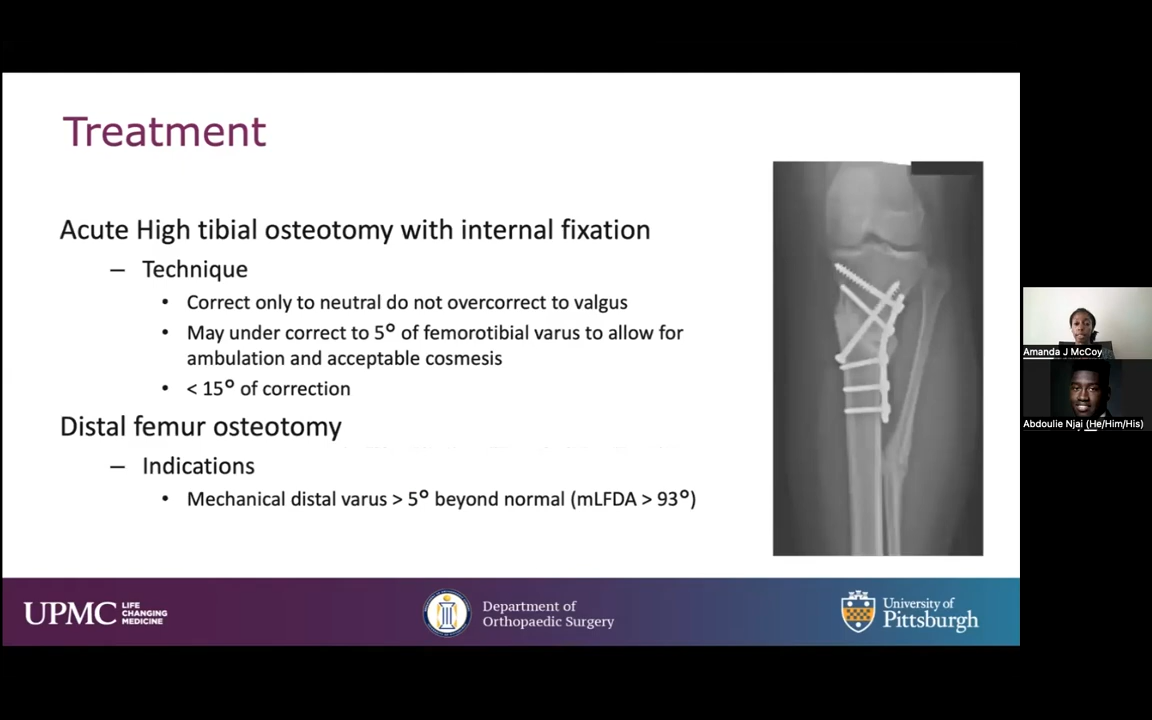 Treatment
Acute High tibial osteotomy with internal fixation
– Technique
• Correct only to neutral do not overcorrect to valgus
• May under correct to 5° of femorotibial varus to allow for
ambulation and acceptable cosmesis
• < 15° of correction
Distal femur osteotomy
– Indications
• Mechanical distal varus > 5° beyond normal (mLFDA > 93°)
Amanda J McCoy
Abdoulie Njai (He/Him/His)
UPMC LIFE
CHANGING
MEDICINE
Department of
Orthopaedic Surgery
University of
Pittsburgh